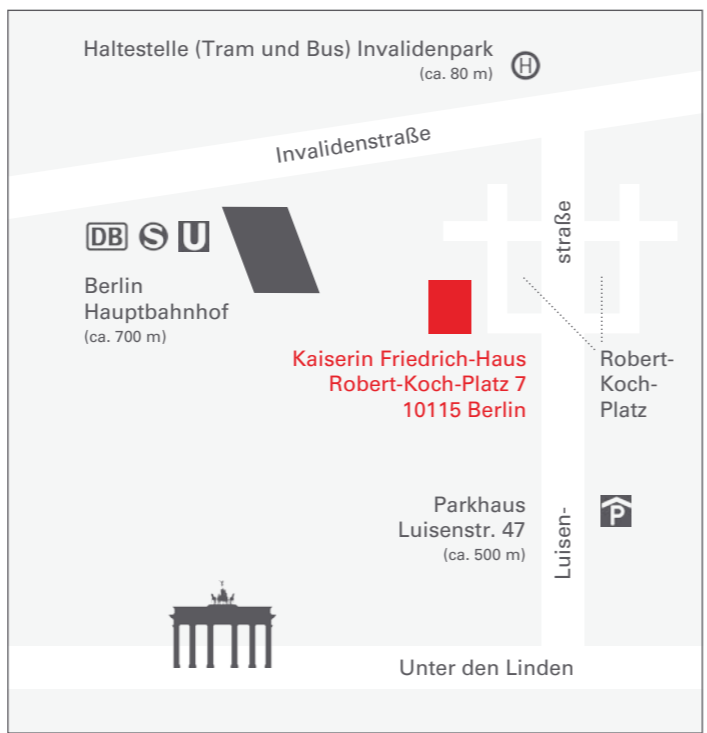 Haltestelle (Tram und Bus) Invalidenpark
(ca. 80 m)
H
Invalidenstraße
DB S U
Berlin
Hauptbahnhof
(ca. 700 m)
straße
Kaiserin Friedrich-Haus
Robert-Koch-Platz 7
10115 Berlin
Robert-
Koch-
Platz
Parkhaus
Luisenstr. 47
(ca. 500 m)
P
Luisen-
Unter den Linden